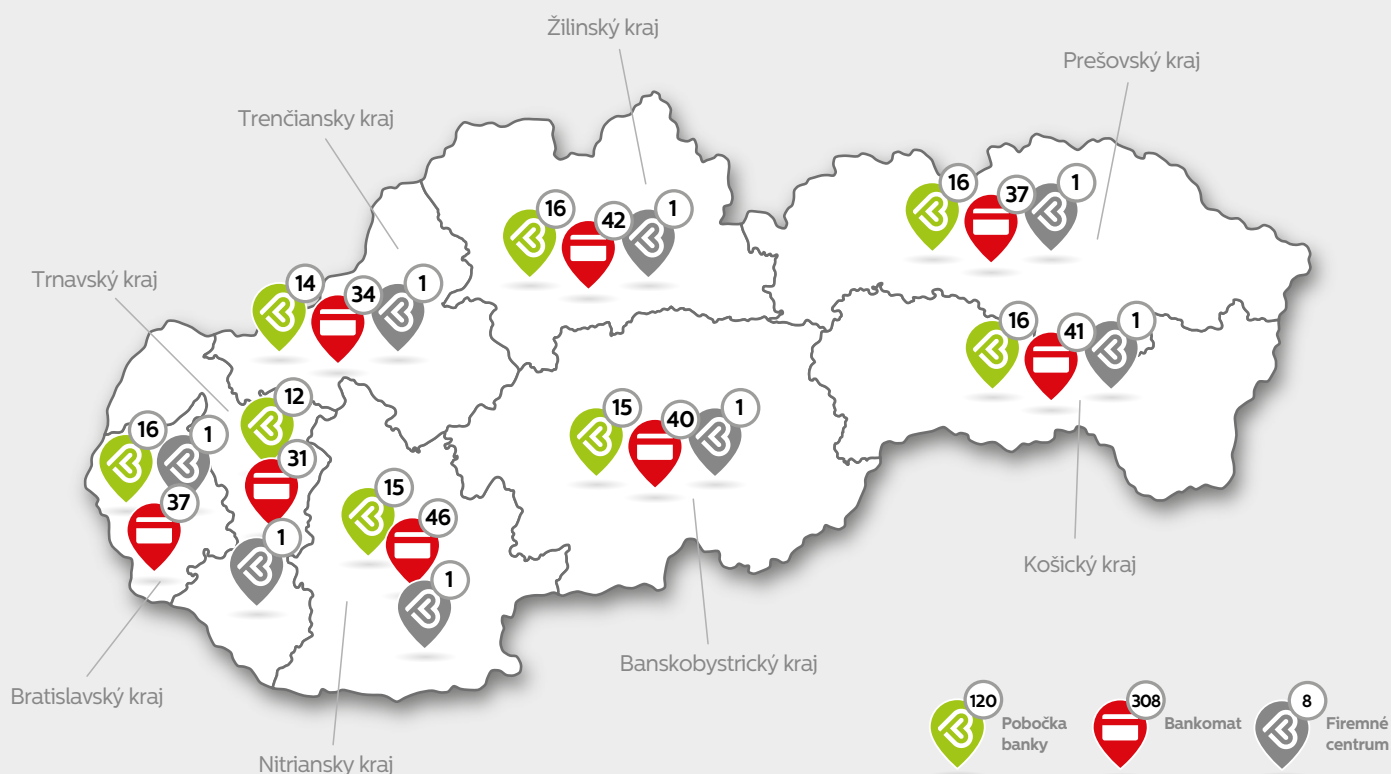 Žilinský kraj
Prešovský kraj
Trenčiansky kraj
16 37 1
16 42 1
Trnavský kraj
14 34 1
16 41 1
12
15 40 1
16 1
31
37
15
46
1
1
Košický kraj
Banskobystrický kraj
Bratislavský kraj
120 Pobočka
banky
308 Bankomat
8 Firemné
centrum
Nitriansky kraj